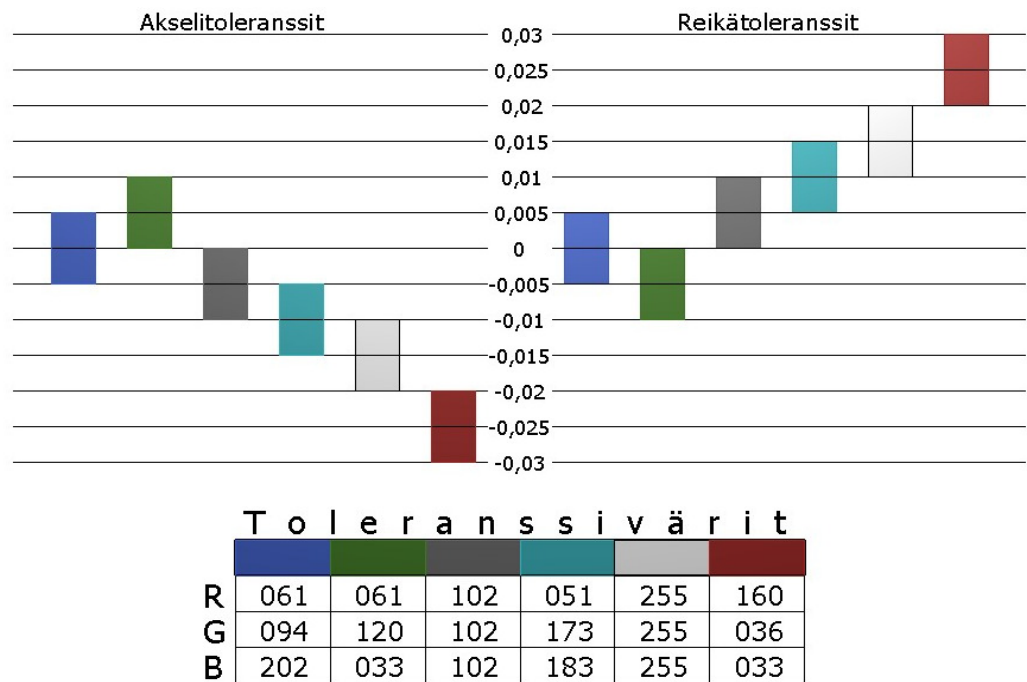 Akselitoleranssit Reikätoleranssit
0,03
0,025
0,02
0,015
0,01
0,005
0
-0,005
-0,01
-0,015
-0,02
-0,025
-0,03
Toleranssivärit
R 061 061 102 051 255 160
G 094 120 102 173 255 036
B 202 033 102 183 255 033